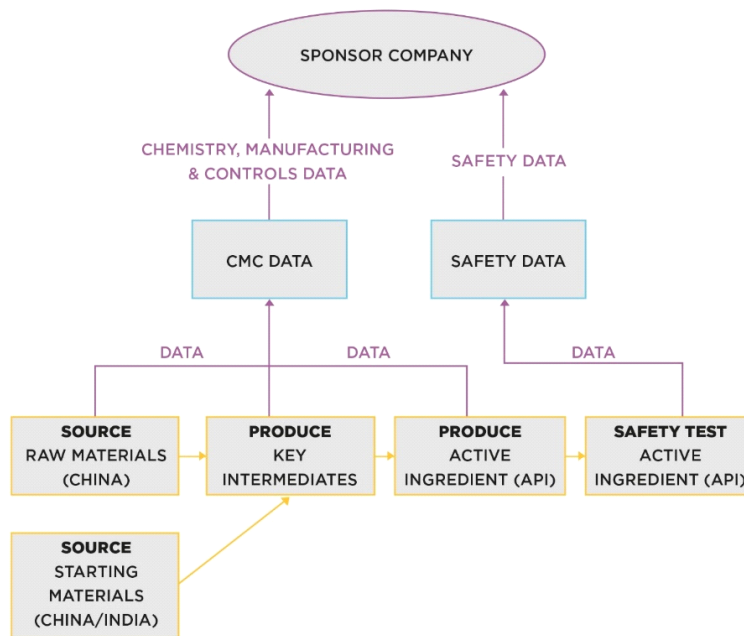 SPONSOR COMPANY
CHEMISTRY, MANUFACTURING
& CONTROLS DATA
SAFETY DATA
CMC DATA
SAFETY DATA
DATA
DATA
DATA
SOURCE
RAW MATERIALS
(CHINA)
PRODUCE
KEY
INTERMEDIATES
PRODUCE
ACTIVE
INGREDIENT (API)
SAFETY TEST
ACTIVE
INGREDIENT (API)
SOURCE
STARTING
MATERIALS
(CHINA/INDIA)